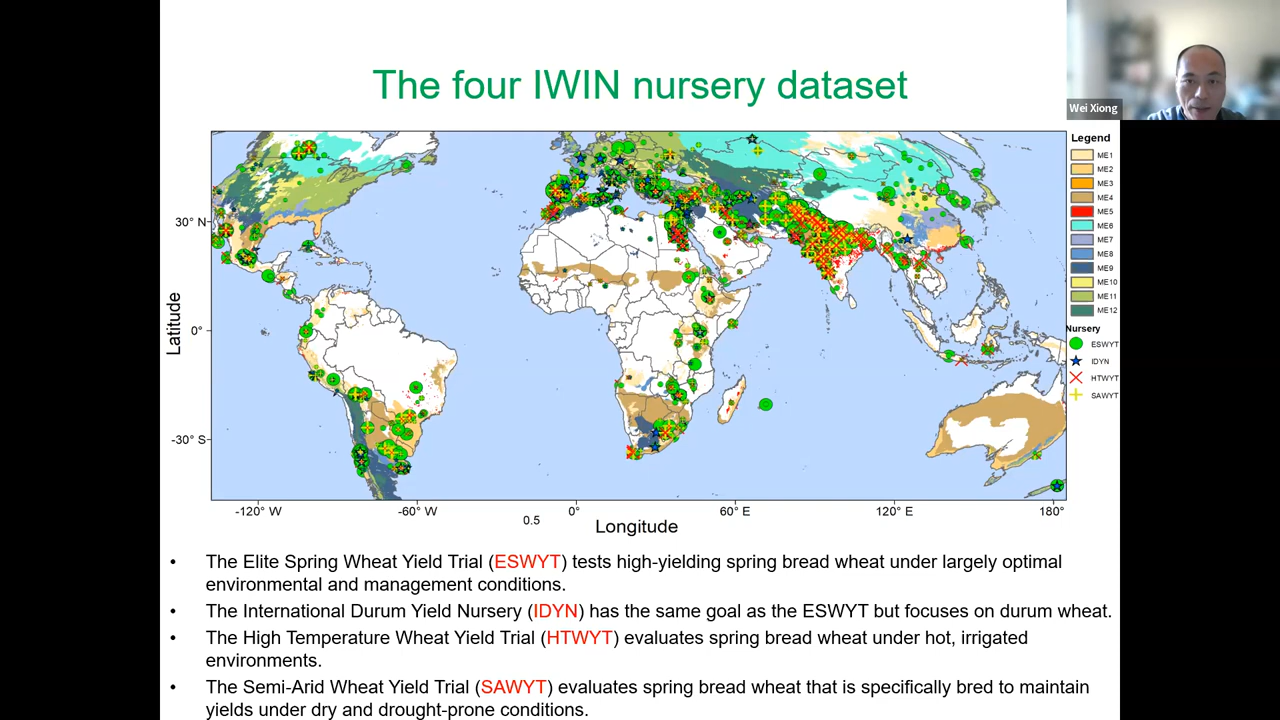 Wei Xiong
The four IWIN nursery dataset
Legend
ME1
ME2
ME3
ME4
ME5
ME6
ME7
ME8
ME9
ME10
ME11
ME12
Nursery
ESWYT
IDYN
HTWYT
SAWYT
Latitude
30° N
0°
-30° S
-120° W
-60° W
0°
60° E
120° E
180°
0.5
Longitude
• The Elite Spring Wheat Yield Trial (ESWYT) tests high-yielding spring bread wheat under largely optimal
environmental and management conditions.
• The International Durum Yield Nursery (IDYN) has the same goal as the ESWYT but focuses on durum wheat.
• The High Temperature Wheat Yield Trial (HTWYT) evaluates spring bread wheat under hot, irrigated
environments.
• The Semi-Arid Wheat Yield Trial (SAWYT) evaluates spring bread wheat that is specifically bred to maintain
yields under dry and drought-prone conditions.